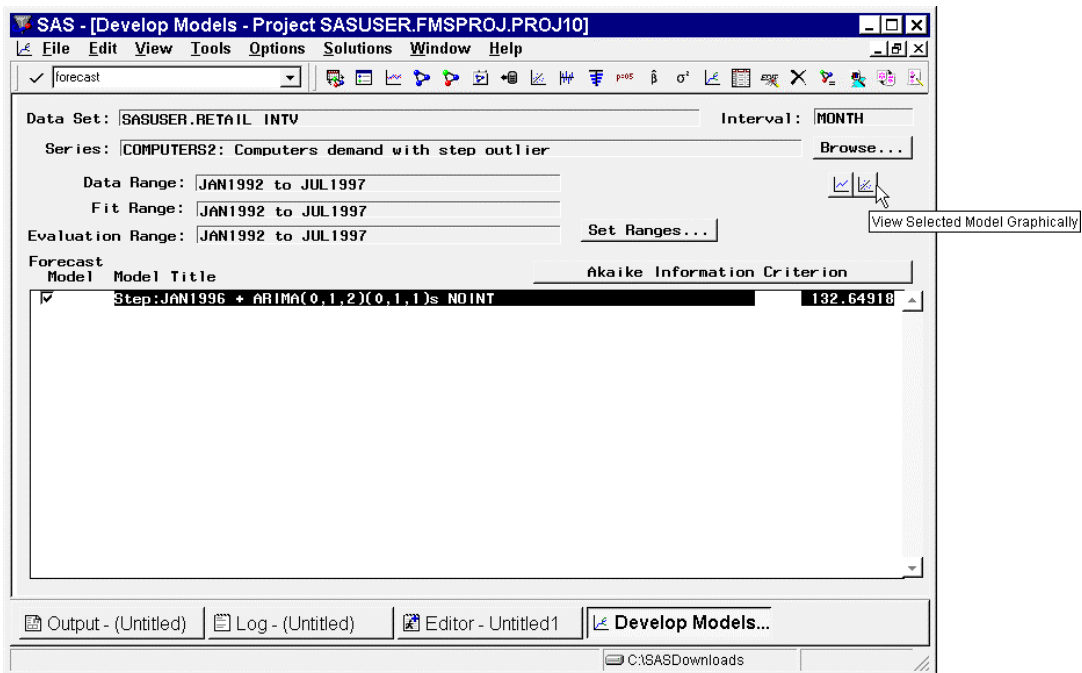 SAS - [Develop Models - Project SASUSER.FMSPROJ.PROJ10]
File Edit View Tools Options Solutions Window Help
forecast
p=05 β̂ σ²
Data Set: SASUSER.RETAIL INTV Interval: MONTH
Series: COMPUTERS2: Computers demand with step outlier Browse...
Data Range: JAN1992 to JUL1997
Fit Range: JAN1992 to JUL1997
View Selected Model Graphically
Evaluation Range: JAN1992 to JUL1997 Set Ranges...
Forecast
Model Model Title Akaike Information Criterion
Step:JAN1996 + ARIMA(0,1,2)(0,1,1)s NOINT 132.64918
Output - (Untitled) Log - (Untitled) Editor - Untitled1 Develop Models...
C:\SASDownloads